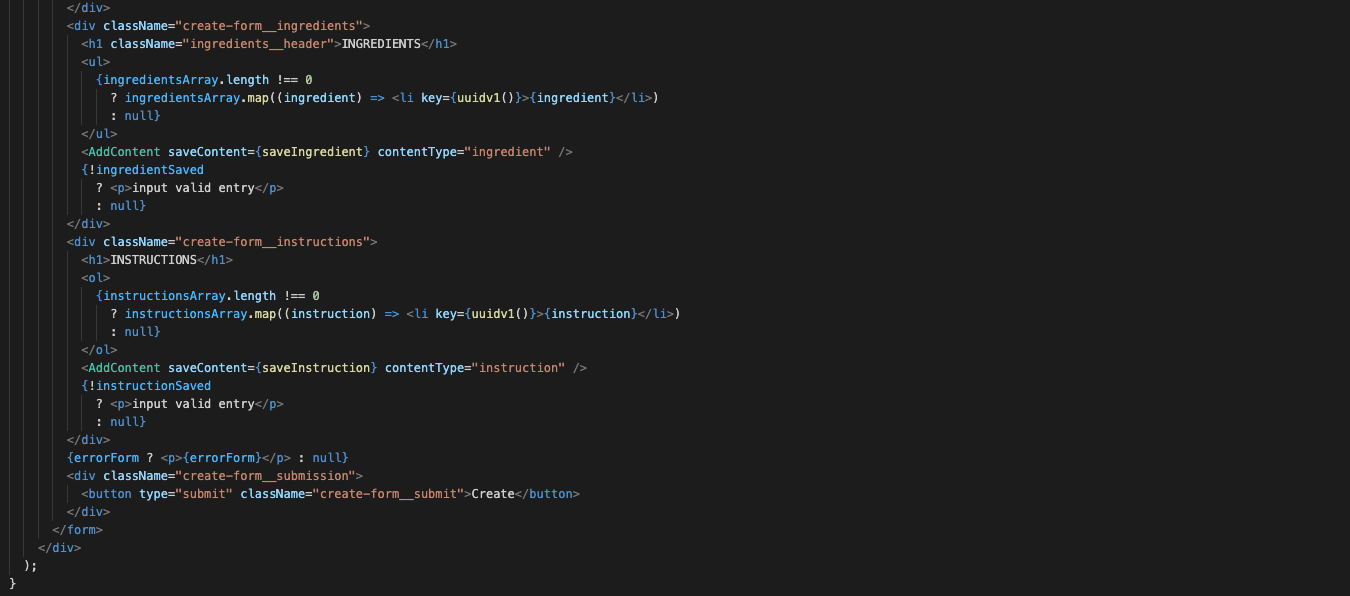 </div>
<div className="create-form__ingredients">
<h1 className="ingredients__header">INGREDIENTS</h1>
<ul>
{ingredientsArray.length !== 0
? ingredientsArray.map((ingredient) => <li key={uuidv1()}>{ingredient}</li>)
: null}
</ul>
<AddContent saveContent={saveIngredient} contentType="ingredient" />
{!ingredientSaved
? <p>input valid entry</p>
: null}
</div>
<div className="create-form__instructions">
<h1>INSTRUCTIONS</h1>
<ol>
{instructionsArray.length !== 0
? instructionsArray.map((instruction) => <li key={uuidv1()}>{instruction}</li>)
: null}
</ol>
<AddContent saveContent={saveInstruction} contentType="instruction" />
{!instructionSaved
? <p>input valid entry</p>
: null}
</div>
{errorForm ? <p>{errorForm}</p> : null}
<div className="create-form__submission">
<button type="submit" className="create-form__submit">Create</button>
</div>
</form>
</div>
);
}